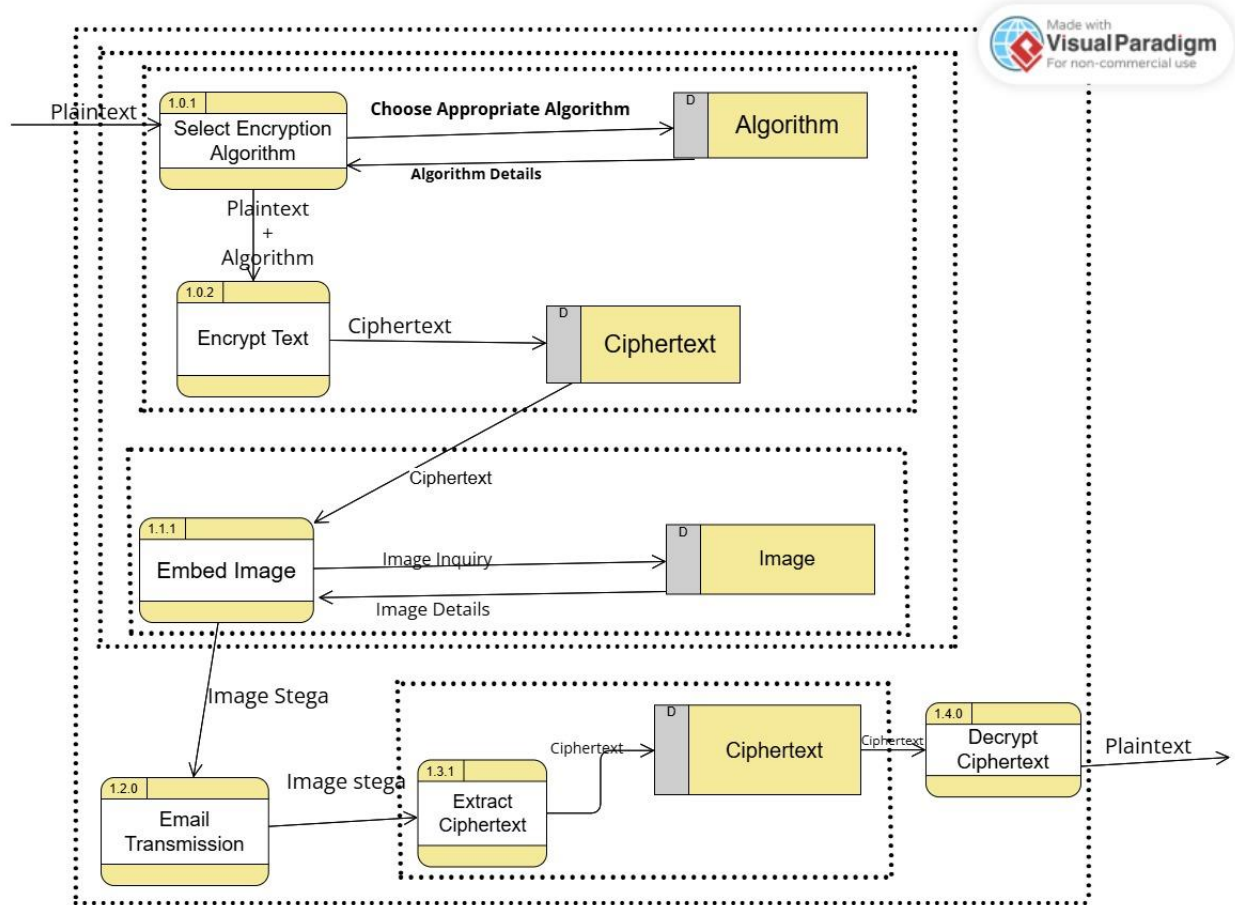 Made with
Visual Paradigm
For non-commercial use
Plaintext
1.0.1
Select Encryption
Algorithm
Choose Appropriate Algorithm
D
Algorithm
Algorithm Details
Plaintext
+
Algorithm
1.0.2
Encrypt Text
Ciphertext
D
Ciphertext
Ciphertext
1.1.1
Embed Image
Image Inquiry
D
Image
Image Details
Image Stega
1.2.0
Email
Transmission
Image stega
1.3.1
Extract
Ciphertext
Ciphertext
D
Ciphertext
Ciphertext
1.4.0
Decrypt
Ciphertext
Plaintext